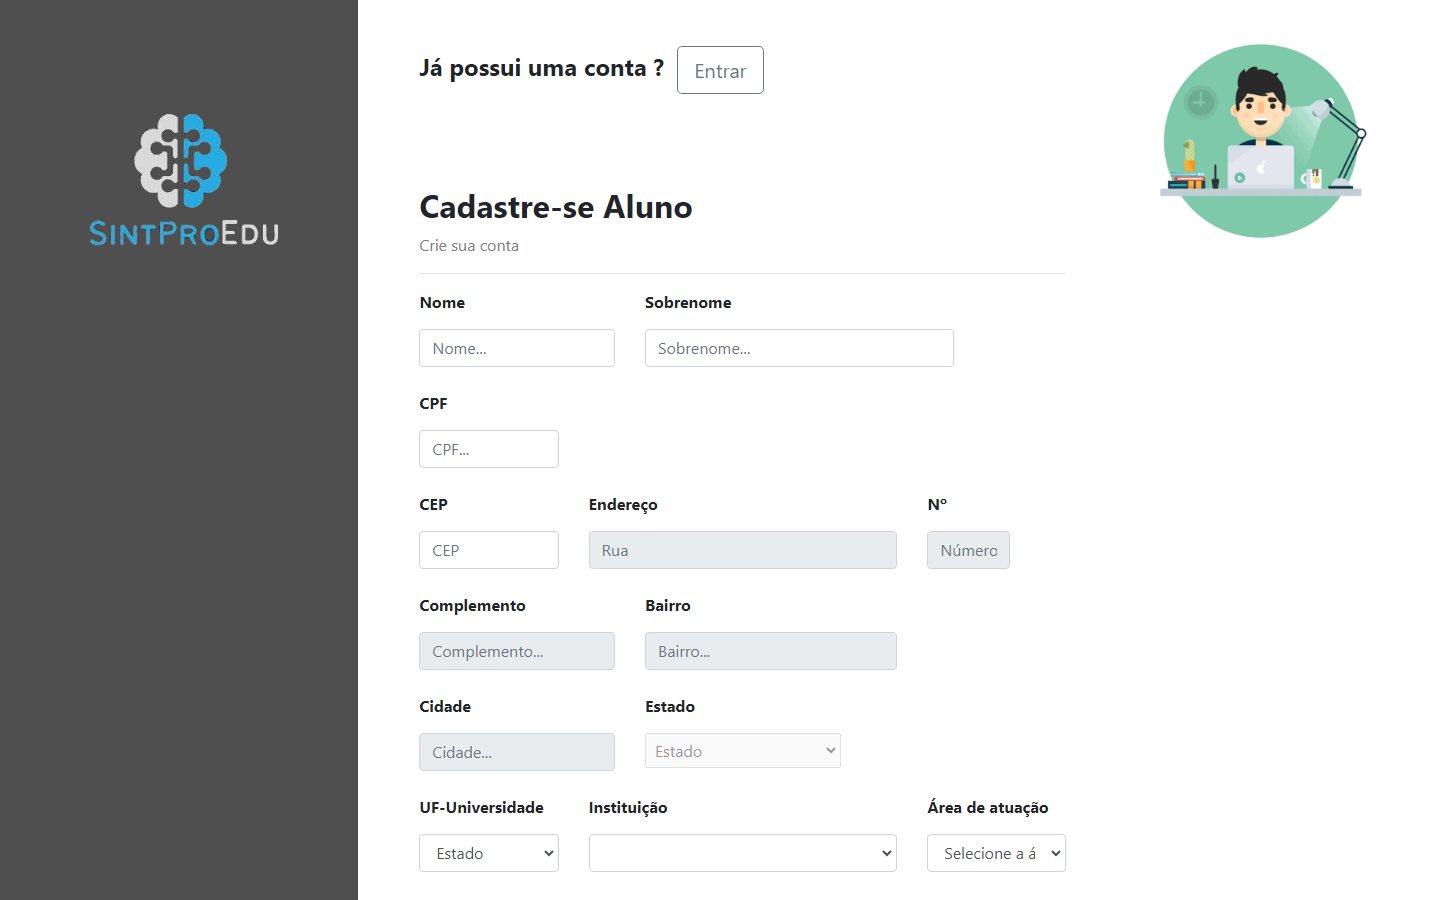 Já possui uma conta ? Entrar
SINTPROEDU
Cadastre-se Aluno
Crie sua conta
Nome Sobrenome
Nome... Sobrenome...
CPF
CPF...
CEP Endereço Nº
CEP Rua Número
Complemento Bairro
Complemento... Bairro...
Cidade Estado
Cidade... Estado
UF-Universidade Instituição Área de atuação
Estado Selecione a á